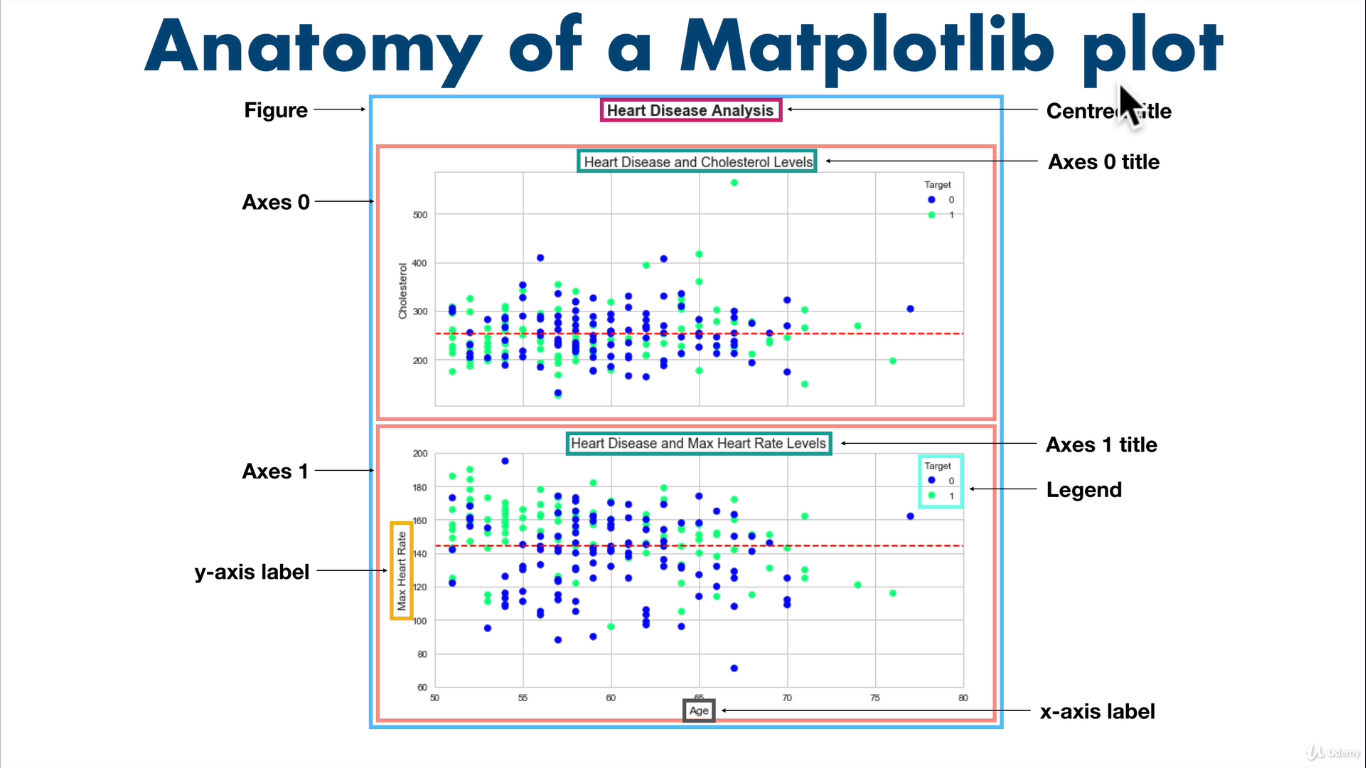 Anatomy of a Matplotlib plot
Figure
Heart Disease Analysis
Centred title
Heart Disease and Cholesterol Levels
Axes 0 title
Axes 0
Target
0
1
500
400
300
200
Cholesterol
Heart Disease and Max Heart Rate Levels
Axes 1 title
Axes 1
Target
0
1
Legend
200
180
160
140
120
100
80
60
Max Heart Rate
y-axis label
50 55 60 65 70 75 80
Age
x-axis label
Udemy